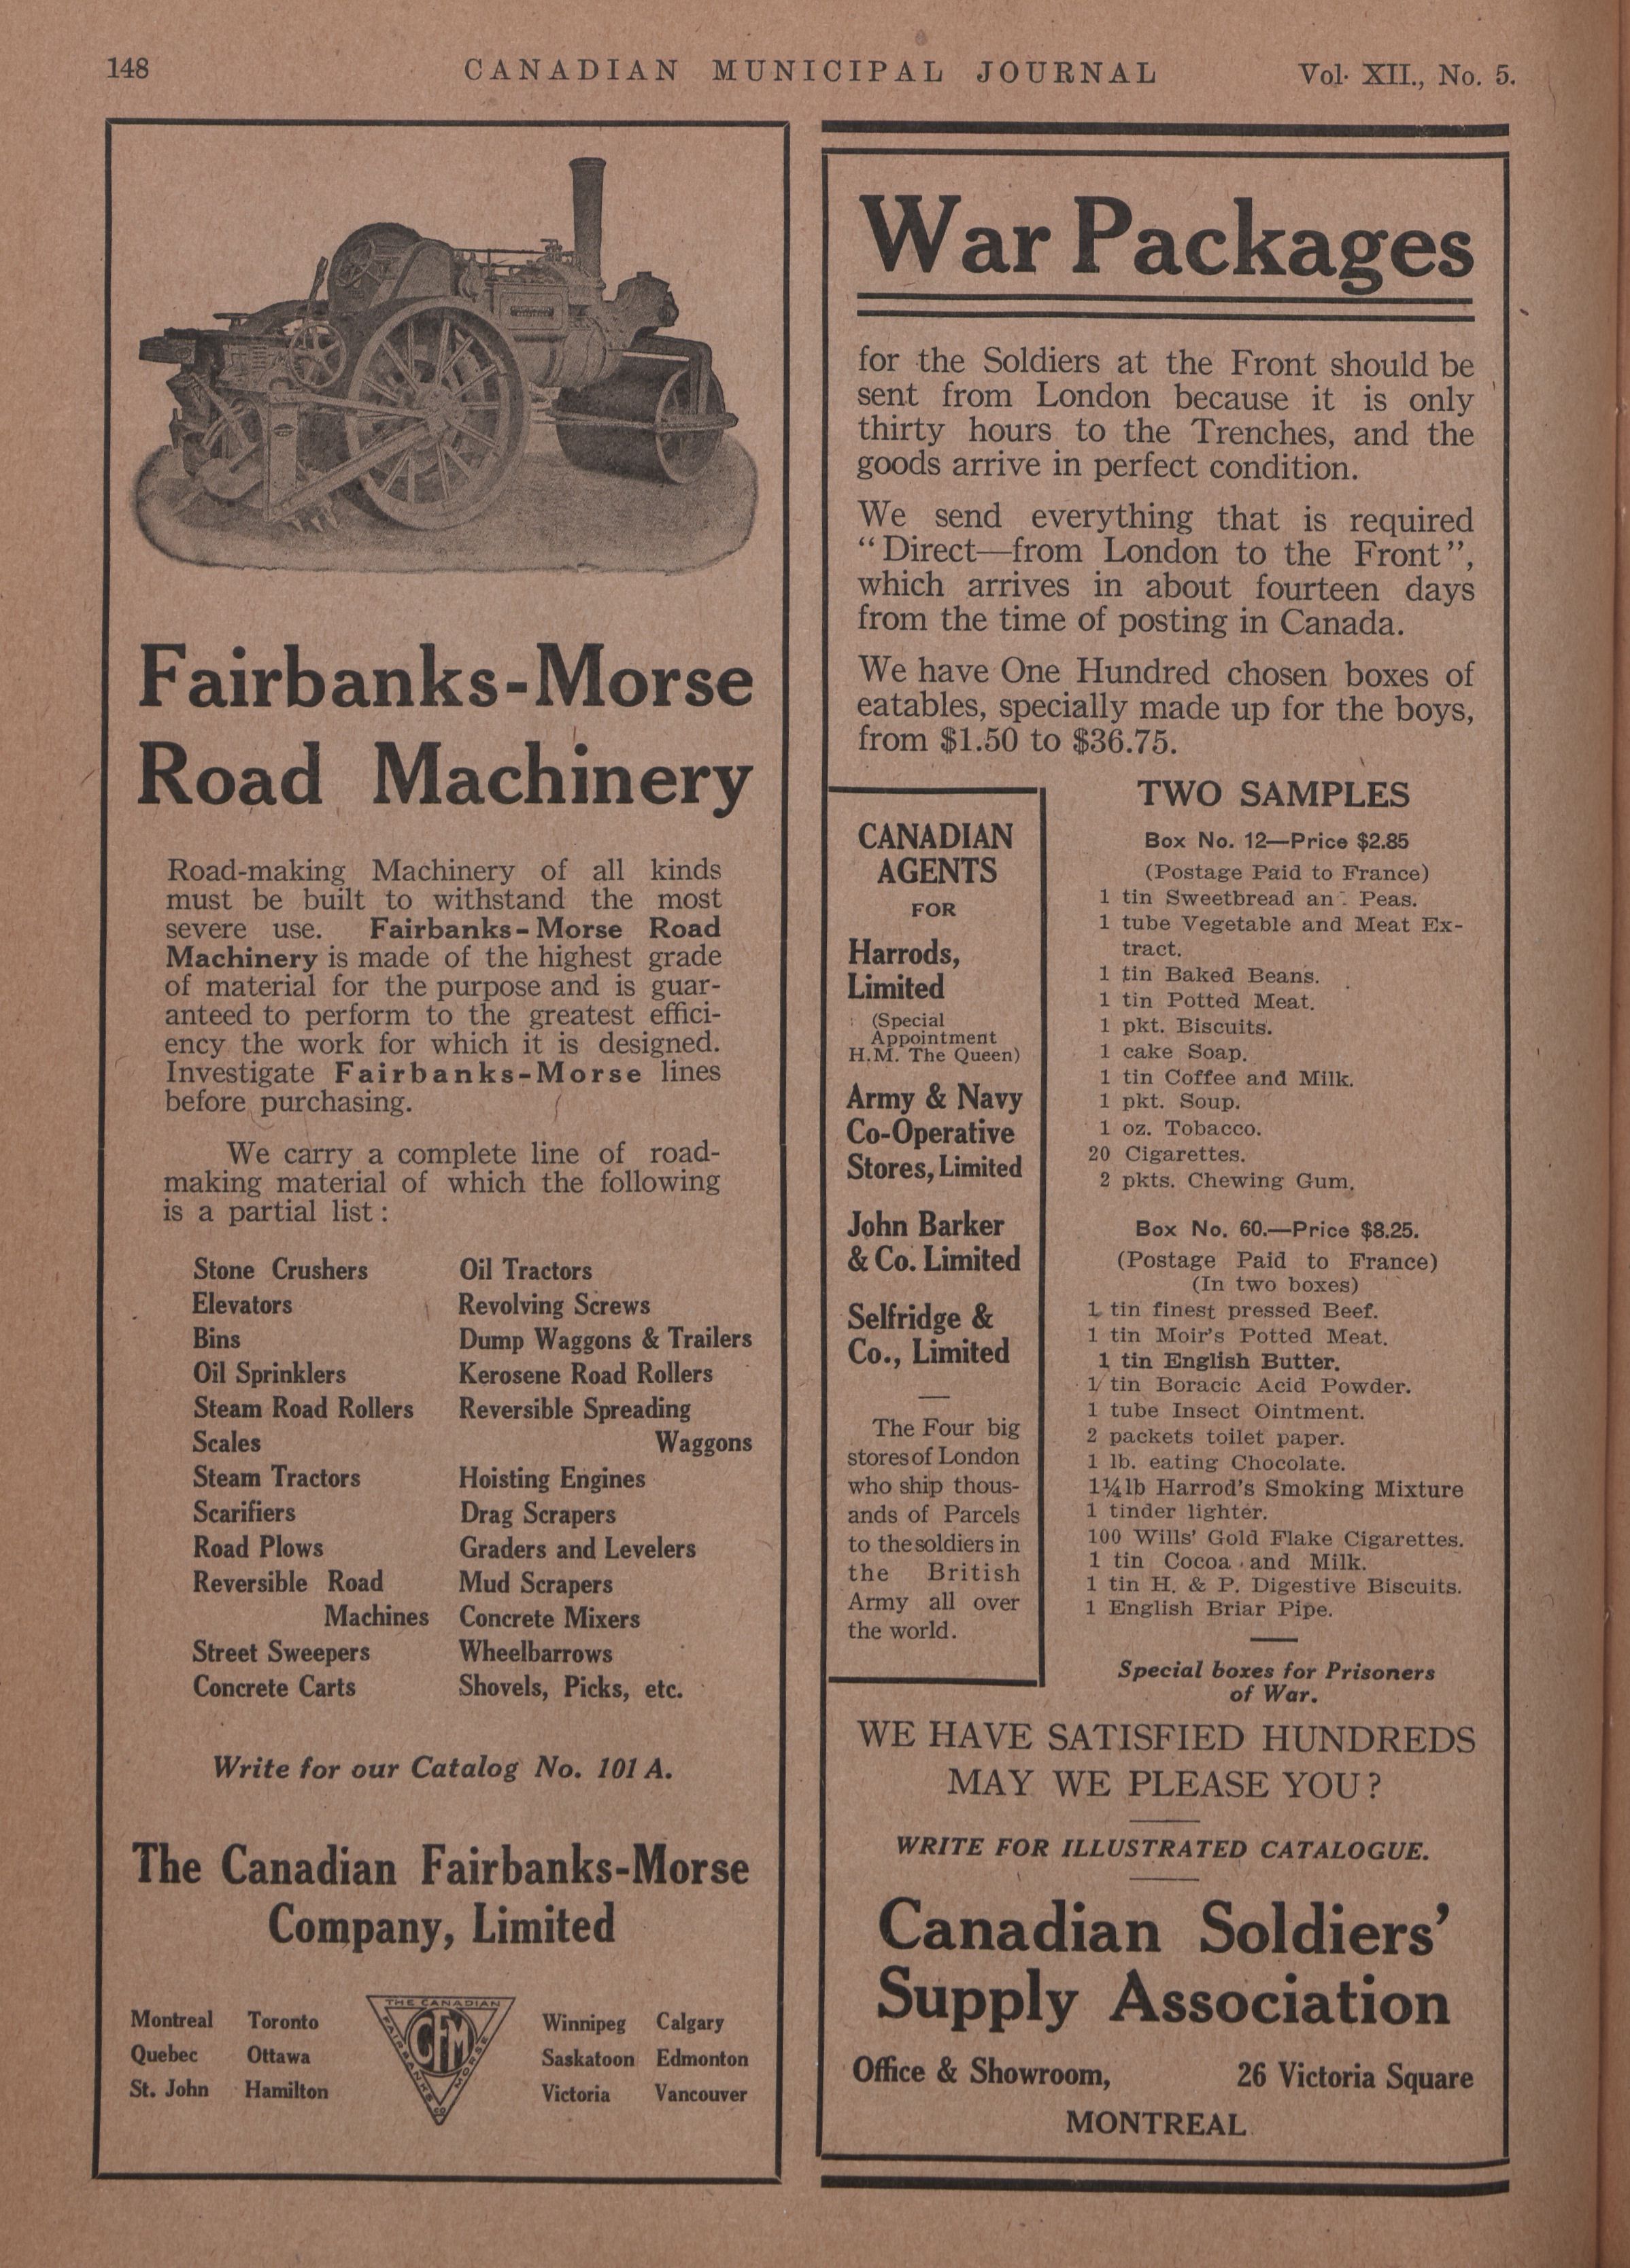 148
CANADIAN MUNICIPAL JOURNAL
Vol. XII., No. 5.
Fairbanks-Morse
Road Machinery
Road-making Machinery of all kinds
must be built to withstand the most
severe use. Fairbanks-Morse Road
Machinery is made of the highest grade
of material for the purpose and is guar-
anteed to perform to the greatest effici-
ency the work for which it is designed.
Investigate Fairbanks-Morse lines
before purchasing.
We carry a complete line of road-
making material of which the following
is a partial list:
Stone Crushers
Elevators
Bins
Oil Sprinklers
Steam Road Rollers
Scales
Steam Tractors
Scarifiers
Road Plows
Reversible Road
Machines
Street Sweepers
Concrete Carts
Oil Tractors
Revolving Screws
Dump Waggons & Trailers
Kerosene Road Rollers
Reversible Spreading
Waggons
Hoisting Engines
Drag Scrapers
Graders and Levelers
Mud Scrapers
Concrete Mixers
Wheelbarrows
Shovels, Picks, etc.
Write for our Catalog No. 101 A.
The Canadian Fairbanks-Morse
Company, Limited
Montreal Toronto
Quebec Ottawa
St. John Hamilton
THE CANADIAN
FAIRBANKS
MORSE
CO
CFM
Winnipeg Calgary
Saskatoon Edmonton
Victoria Vancouver
War Packages
for the Soldiers at the Front should be
sent from London because it is only
thirty hours to the Trenches, and the
goods arrive in perfect condition.
We send everything that is required
"Direct—from London to the Front",
which arrives in about fourteen days
from the time of posting in Canada.
We have One Hundred chosen boxes of
eatables, specially made up for the boys,
from $1.50 to $36.75.
CANADIAN
AGENTS
FOR
Harrods,
Limited
(Special
Appointment
H.M. The Queen)
Army & Navy
Co-Operative
Stores, Limited
John Barker
& Co. Limited
Selfridge &
Co., Limited
The Four big
stores of London
who ship thous-
ands of Parcels
to the soldiers in
the British
Army all over
the world.
TWO SAMPLES
Box No. 12—Price $2.85
(Postage Paid to France)
1 tin Sweetbread an Peas.
1 tube Vegetable and Meat Ex-
tract.
1 tin Baked Beans.
1 tin Potted Meat.
1 pkt. Biscuits.
1 cake Soap.
1 tin Coffee and Milk.
1 pkt. Soup.
1 oz. Tobacco.
20 Cigarettes.
2 pkts. Chewing Gum.
Box No. 60.—Price $8.25.
(Postage Paid to France)
(In two boxes)
1 tin finest pressed Beef.
1 tin Moir's Potted Meat.
1 tin English Butter.
1 tin Boracic Acid Powder.
1 tube Insect Ointment.
2 packets toilet paper.
1 lb. eating Chocolate.
1¼lb Harrod's Smoking Mixture
1 tinder lighter.
100 Wills' Gold Flake Cigarettes.
1 tin Cocoa and Milk.
1 tin H. & P. Digestive Biscuits.
1 English Briar Pipe.
Special boxes for Prisoners
of War.
WE HAVE SATISFIED HUNDREDS
MAY WE PLEASE YOU?
WRITE FOR ILLUSTRATED CATALOGUE.
Canadian Soldiers'
Supply Association
Office & Showroom, 26 Victoria Square
MONTREAL